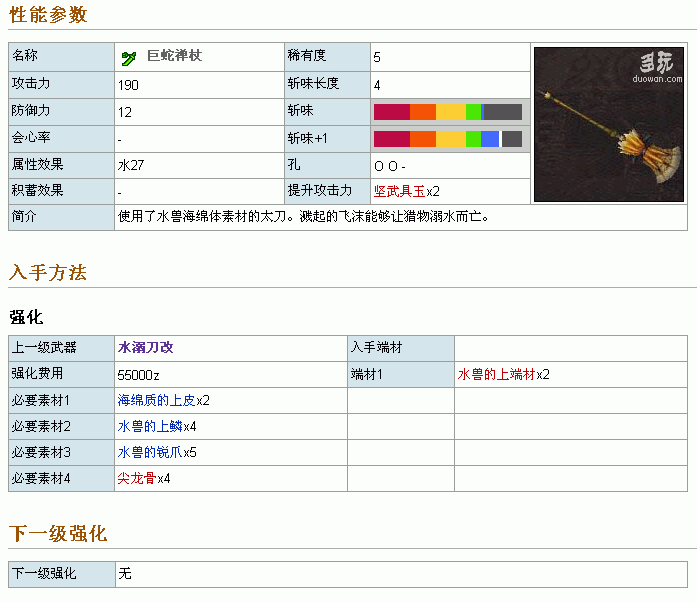 性能参数
名称 巨蛇禅杖 稀有度 5
攻击力 190 斩味长度 4
防御力 12 斩味
会心率 - 斩味+1
属性效果 水27 孔 O O -
积蓄效果 - 提升攻击力 坚武具玉x2
简介 使用了水兽海绵体素材的太刀。溅起的飞沫能够让猎物溺水而亡。
多玩
duowan.com
入手方法
强化
上一级武器 水溺刀改 入手端材
强化费用 55000z 端材1 水兽的上端材x2
必要素材1 海绵质的上皮x2
必要素材2 水兽的上鳞x4
必要素材3 水兽的锐爪x5
必要素材4 尖龙骨x4
下一级强化
下一级强化 无